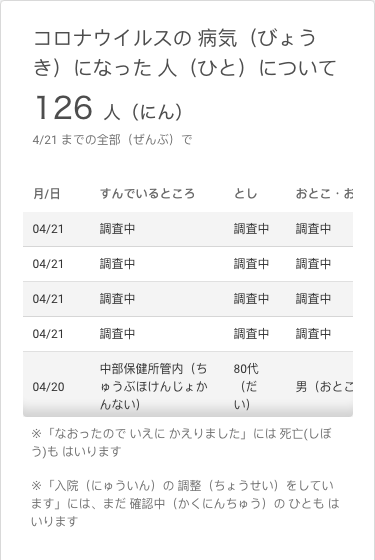 コロナウイルスの 病気（びょう
き）になった 人（ひと）について
126 人（にん）
4/21 までの全部（ぜんぶ）で
月/日 すんでいるところ とし おとこ・お
04/21 調査中 調査中 調査中
04/21 調査中 調査中 調査中
04/21 調査中 調査中 調査中
04/21 調査中 調査中 調査中
04/20 中部保健所管内（ち
ゅうぶほけんじょか
んない） 80代
（だ
い） 男（おとこ
※「なおったので いえに かえりました」には 死亡(しぼ
う)も はいります
※「入院（にゅういん）の 調整（ちょうせい）をしてい
ます」には、まだ 確認中（かくにんちゅう）の ひとも は
いります